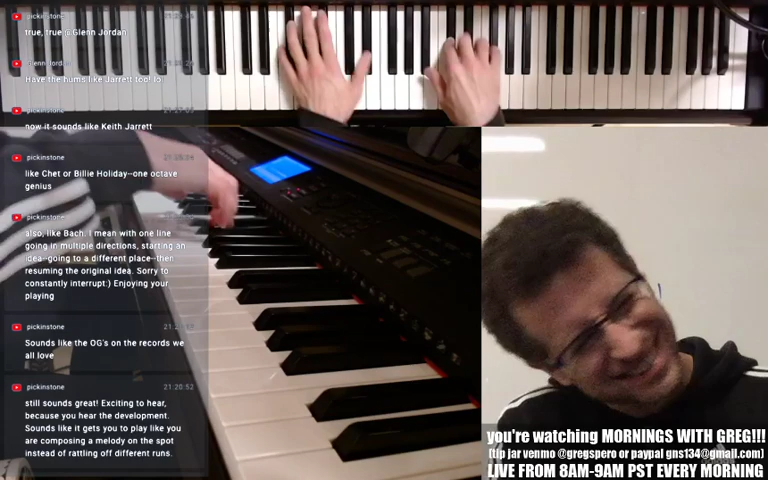 pickinstone
true, true @Glenn Jordan
Glenn Jordan
Have the hums like Jarrett too! lol
pickinstone
now it sounds like Keith Jarrett
pickinstone
like Chet or Billie Holiday--one octave
genius
pickinstone
also, like Bach. I mean with one line
going in multiple directions, starting an
idea--going to a different place--then
resuming the original idea. Sorry to
constantly interrupt:) Enjoying your
playing
pickinstone
Sounds like the OG's on the records we
all love
pickinstone 21:20:52
still sounds great! Exciting to hear,
because you hear the development.
Sounds like it gets you to play like you
are composing a melody on the spot
instead of rattling off different runs.
you're watching MORNINGS WITH GREG!!!
(tip jar venmo @gregspero or paypal gns134@gmail.com)
LIVE FROM 8AM-9AM PST EVERY MORNING